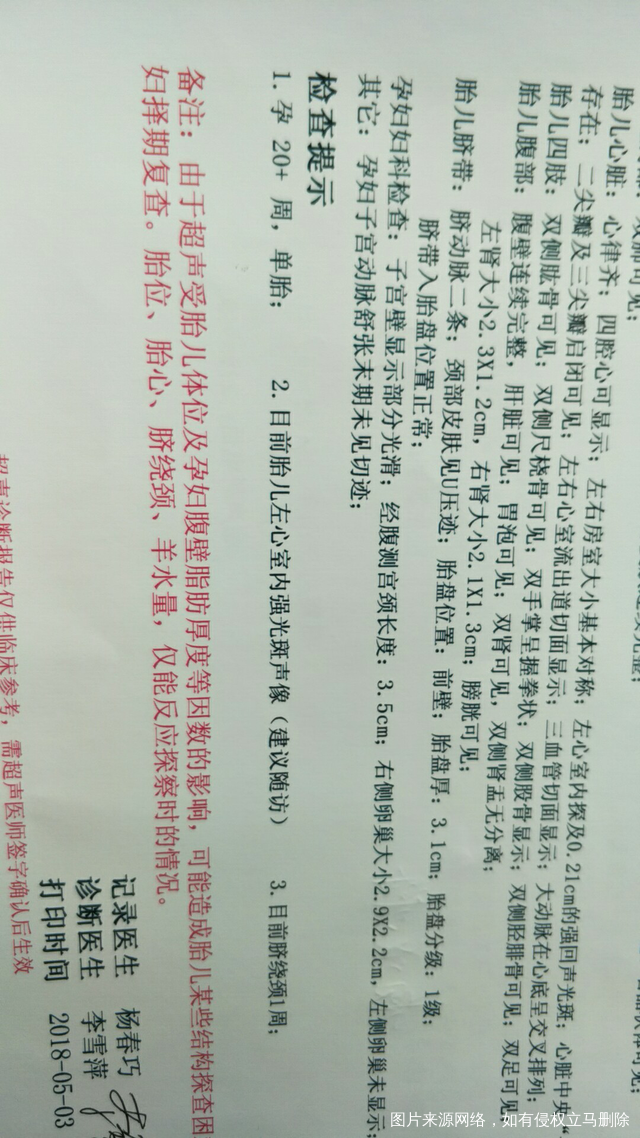 双肺可见；
胎儿心脏：心律齐；四腔心可显示；左右房室大小基本对称；左心室内探及0.21cm的强回声光斑；心脏中央"
存在；二尖瓣及三尖瓣启闭可见；左右心室流出道切面显示；三血管切面显示；大动脉在心底呈交叉排列；
胎儿四肢：双侧肱骨可见；双侧尺桡骨可见；双手掌呈握拳状；双侧股骨显示；双侧胫腓骨可见；双足可见
胎儿腹部：腹壁连续完整，肝脏可见；胃泡可见；双肾可见，双侧肾盂无分离；
左肾大小2.3X1.2cm，右肾大小2.1X1.3cm；膀胱可见；
胎儿脐带：脐动脉二条；颈部皮肤见U压迹；胎盘位置：前壁；胎盘厚：3.1cm；胎盘分级：1级；
脐带入胎盘位置正常；
孕妇妇科检查：子宫壁显示部分光滑；经腹测宫颈长度：3.5cm；右侧卵巢大小2.9X2.2cm，左侧卵巢未显示；
其它：孕妇子宫动脉舒张末期未见切迹；
检查提示
1. 孕 20+ 周，单胎； 2. 目前胎儿左心室内强光斑声像（建议随访） 3. 目前脐绕颈1周；
备注：由于超声受胎儿体位及孕妇腹壁脂肪厚度等因数的影响，可能造成胎儿某些结构探查困
妇择期复查。胎位、胎心、脐绕颈、羊水量，仅能反应探察时的情况。
记录医生 杨春巧
诊断医生 李雪萍
打印时间 2018-05-03
超声诊断报告仅供临床参考，需超声医师签字确认后生效
图片来源网络，如有侵权立马删除